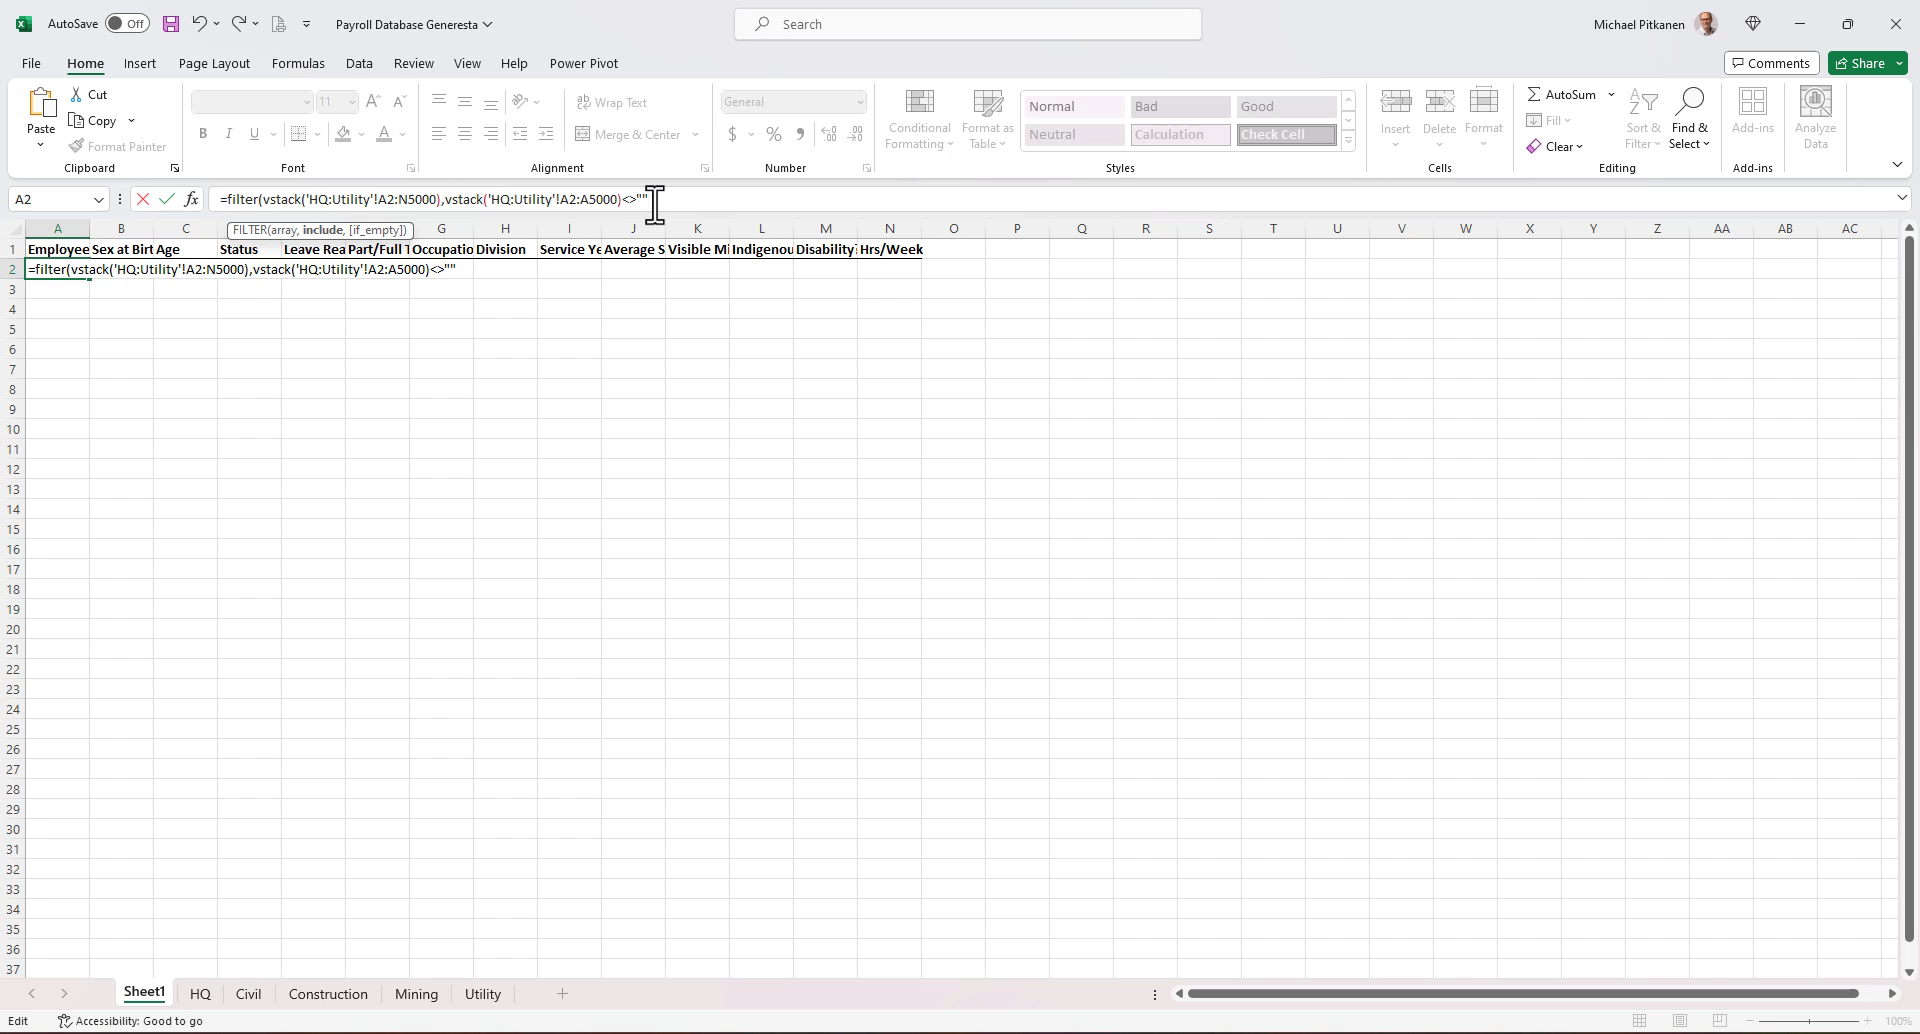 AutoSave Off Payroll Database Generesta Search Michael Pitkanen
File Home Insert Page Layout Formulas Data Review View Help Power Pivot Comments Share
Paste Cut Copy Format Painter
Clipboard
11
Font
Wrap Text
Merge & Center
Alignment
General
$ % , .00
Number
Conditional Formatting Format as Table
Normal Bad Good
Neutral Calculation Check Cell
Styles
Insert Delete Format
Cells
AutoSum Fill Clear
Sort & Filter Find & Select
Editing
Add-ins
Add-ins
Analyze Data
A2 fx =filter(vstack('HQ:Utility'!A2:N5000),vstack('HQ:Utility'!A2:A5000)<>""
FILTER(array, include, [if_empty])
A B C G H I J K L M N O P Q R S T U V W X Y Z AA AB AC
1 Employee Sex at Birt Age Status Leave Rea Part/Full T Occupatio Division Service Ye Average S Visible Mi Indigenou Disability Hrs/Week
2 =filter(vstack('HQ:Utility'!A2:N5000),vstack('HQ:Utility'!A2:A5000)<>""
3
4
5
6
7
8
9
10
11
12
13
14
15
16
17
18
19
20
21
22
23
24
25
26
27
28
29
30
31
32
33
34
35
36
37
Sheet1 HQ Civil Construction Mining Utility
Edit Accessibility: Good to go 100%